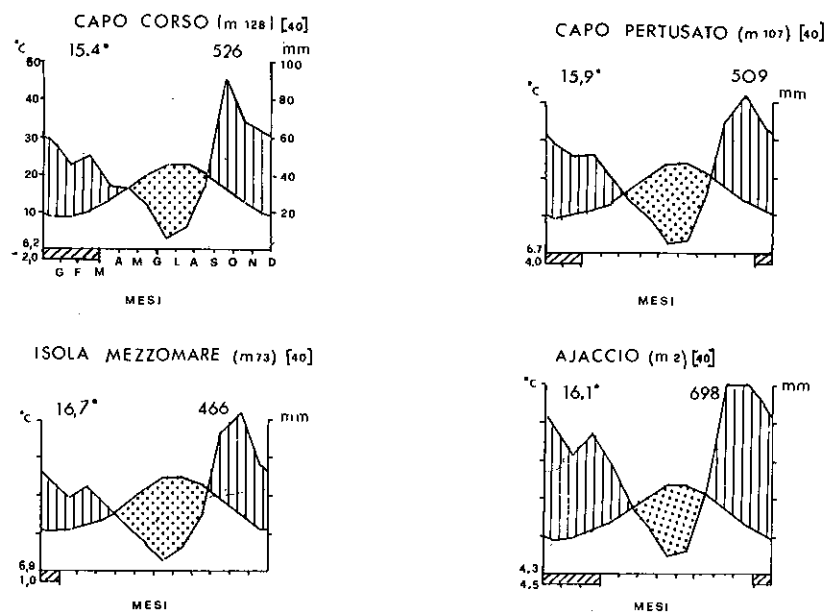 CAPO CORSO (m 128) [40]
°C 15.4° 526 mm
50 100
40 80
30 60
20 40
10 20
6,2
-2,0
G F M A M G L A S O N D
MESI
CAPO PERTUSATO (m 107) [40]
°C 15,9° 509 mm
6.7
4.0
MESI
ISOLA MEZZOMARE (m 73) [40]
°C 16,7° 466 mm
6,8
1,0
MESI
AJACCIO (m 2) [40]
°C 16,1° 698 mm
4.3
4.5
MESI